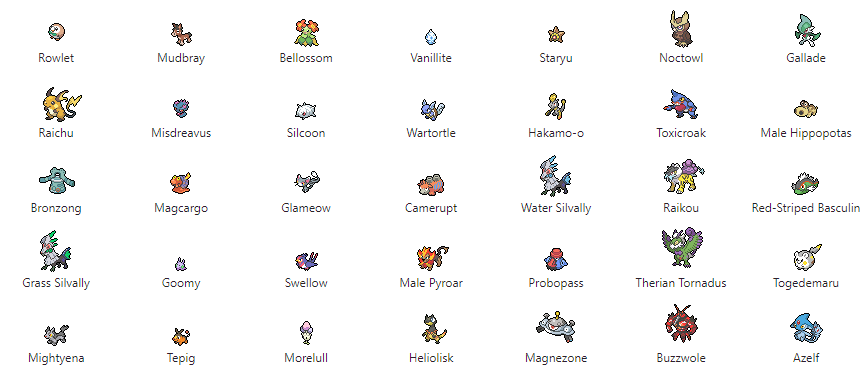 Rowlet Mudbray Bellossom Vanillite Staryu Noctowl Gallade
Raichu Misdreavus Silcoon Wartortle Hakamo-o Toxicroak Male Hippopotas
Bronzong Magcargo Glameow Camerupt Water Silvally Raikou Red-Striped Basculin
Grass Silvally Goomy Swellow Male Pyroar Probopass Therian Tornadus Togedemaru
Mightyena Tepig Morelull Heliolisk Magnezone Buzzwole Azelf